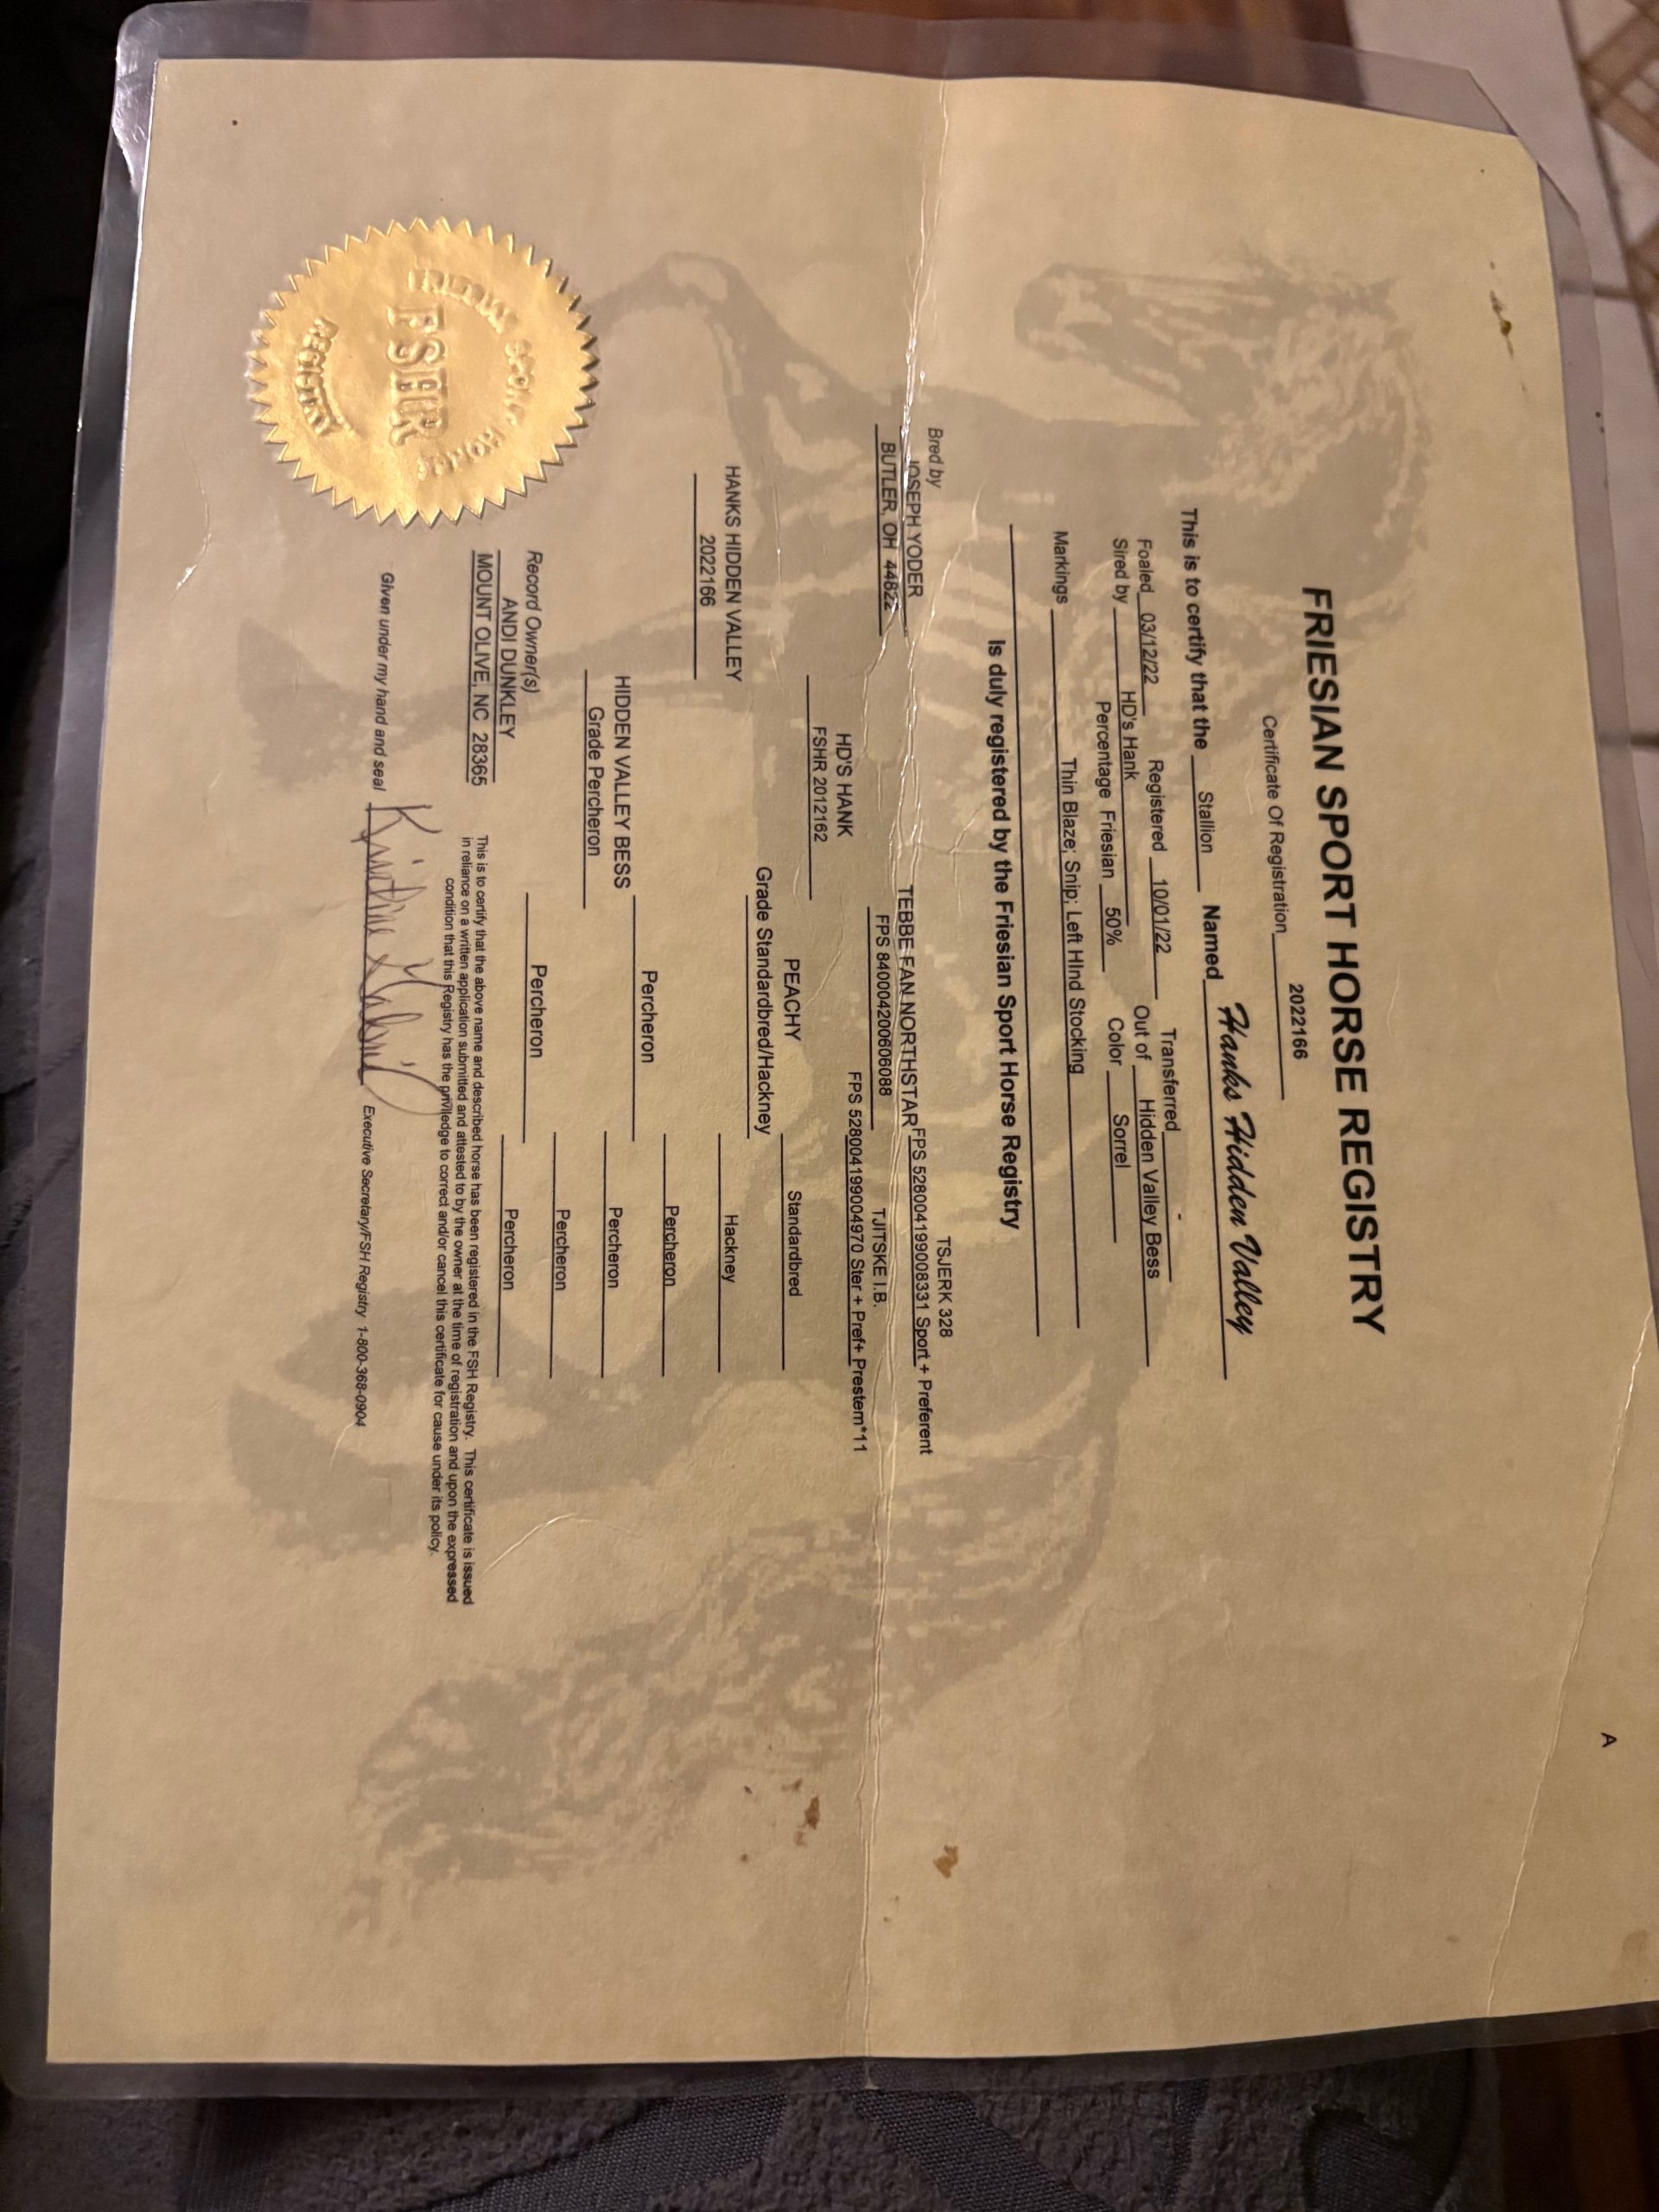 A
FRIESIAN SPORT HORSE REGISTRY
Certificate Of Registration 2022166
This is to certify that the Stallion Named Hanks Hidden Valley
Foaled 03/12/22 Registered 10/01/22 Transferred -
Sired by HD's Hank Out of Hidden Valley Bess
Percentage Friesian 50% Color Sorrel
Markings Thin Blaze; Snip; Left HInd Stocking
Is duly registered by the Friesian Sport Horse Registry
Bred by
JOSEPH YODER
BUTLER, OH 44822
TSJERK 328
FPS 528004199008331 Sport + Preferent
TEBBE FAN NORTHSTAR
FPS 840004200606088
TJITSKE I.B.
FPS 528004199004970 Ster + Pref+ Prestem*11
HD'S HANK
FSHR 2012162
Standardbred
PEACHY
Grade Standardbred/Hackney
Hackney
HANKS HIDDEN VALLEY
2022166
Percheron
Percheron
Percheron
HIDDEN VALLEY BESS
Grade Percheron
Percheron
Percheron
Percheron
Record Owner(s)
ANDI DUNKLEY
MOUNT OLIVE, NC 28365
This is to certify that the above name and described horse has been registered in the FSH Registry. This certificate is issued
in reliance on a written application submitted and attested to by the owner at the time of registration and upon the expressed
condition that this Registry has the priviledge to correct and/or cancel this certificate for cause under its policy.
Given under my hand and seal Executive Secretary/FSH Registry 1-800-368-0904
FRIESIAN SPORT HORSE
FSHR
REGISTRY